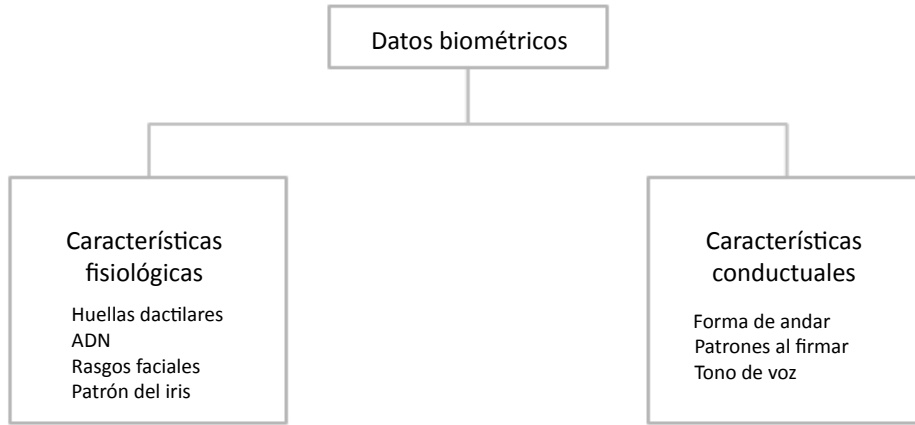 Datos biométricos
Características
fisiológicas
Huellas dactilares
ADN
Rasgos faciales
Patrón del iris
Características
conductuales
Forma de andar
Patrones al firmar
Tono de voz